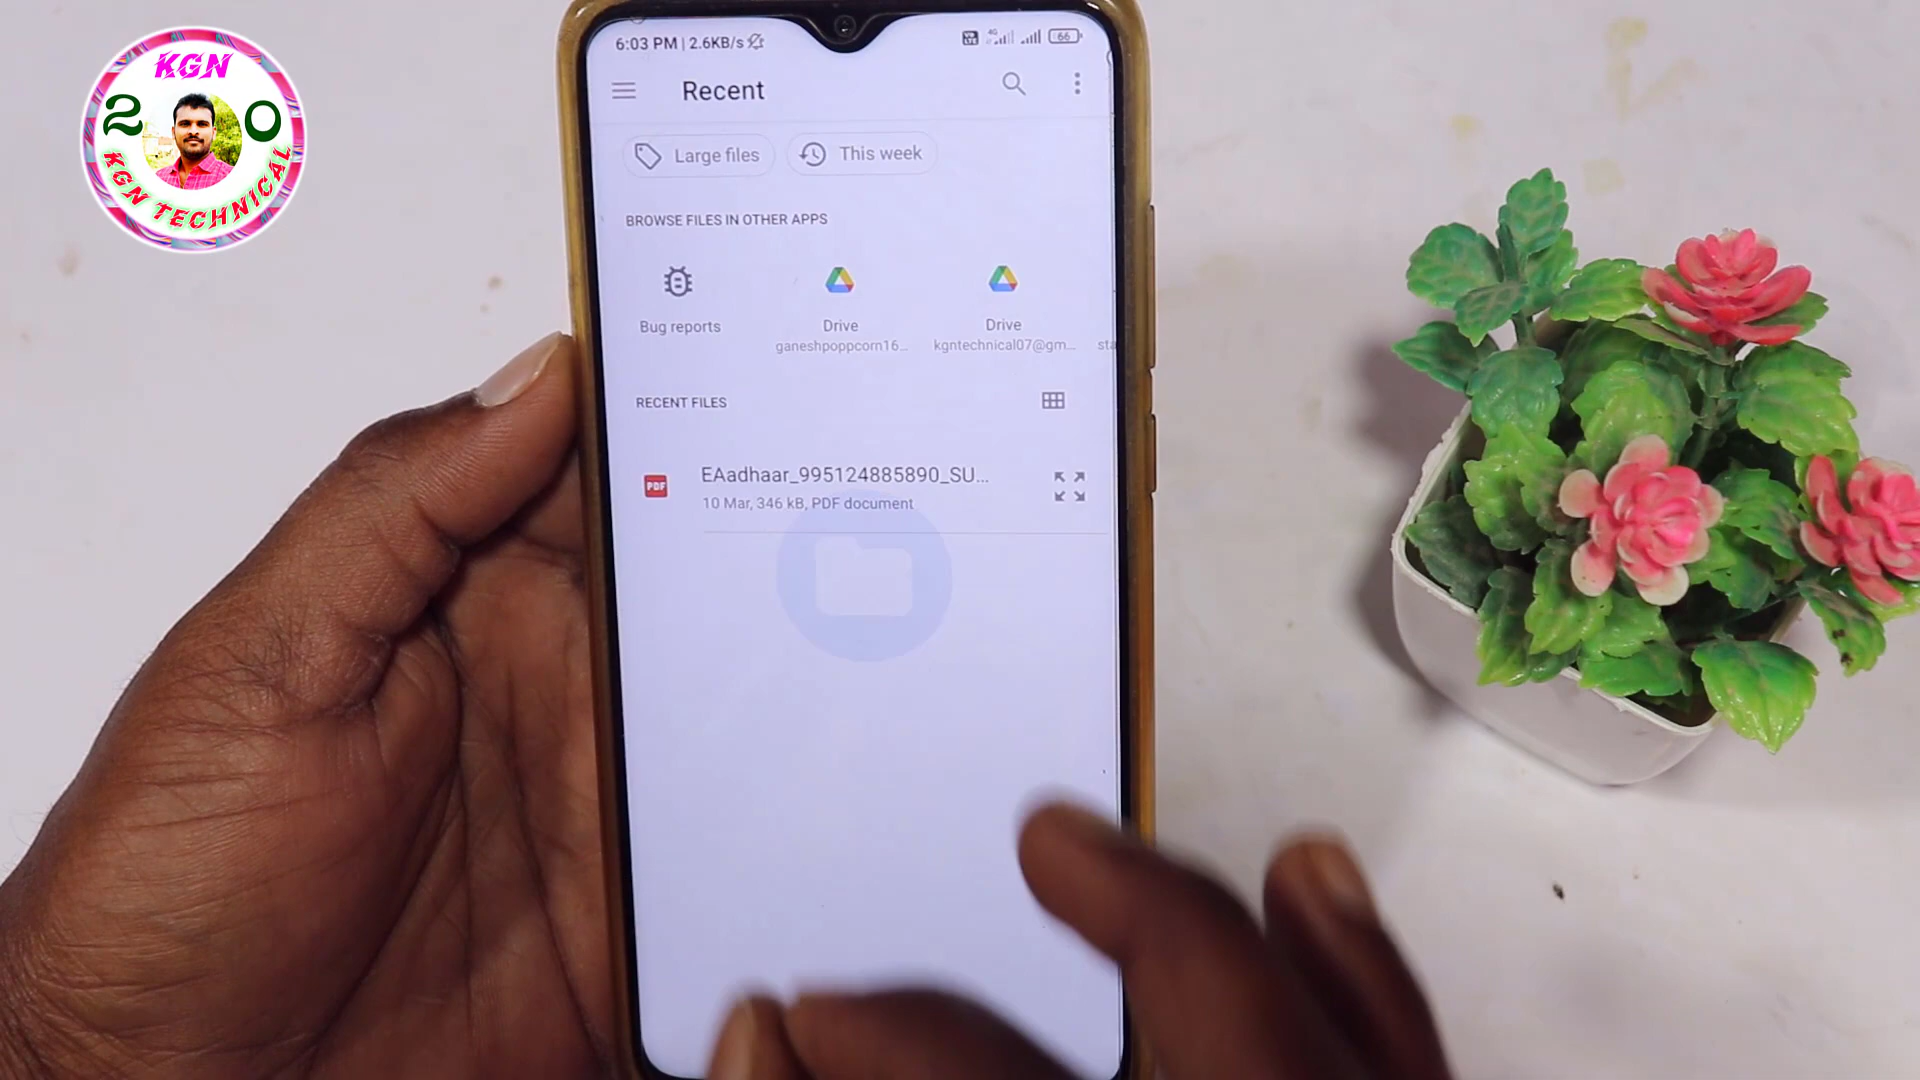 KGN
2 0
KGN TECHNICAL
6:03 PM | 2.6KB/s
4G
66
Recent
Large files
This week
BROWSE FILES IN OTHER APPS
Bug reports
Drive
ganeshpoppcorn16...
Drive
kgntechnical07@gm...
sta
RECENT FILES
PDF
EAadhaar_995124885890_SU...
10 Mar, 346 kB, PDF document